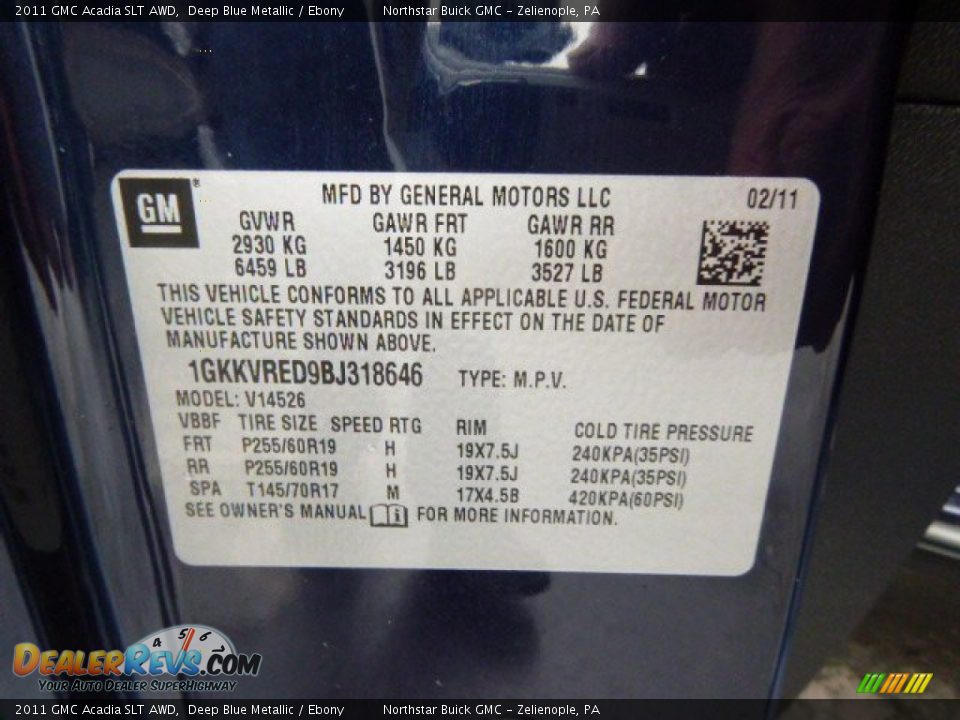 2011 GMC Acadia SLT AWD, Deep Blue Metallic / Ebony Northstar Buick GMC - Zelienople, PA
GM®
MFD BY GENERAL MOTORS LLC 02/11
GVWR GAWR FRT GAWR RR
2930 KG 1450 KG 1600 KG
6459 LB 3196 LB 3527 LB
THIS VEHICLE CONFORMS TO ALL APPLICABLE U.S. FEDERAL MOTOR
VEHICLE SAFETY STANDARDS IN EFFECT ON THE DATE OF
MANUFACTURE SHOWN ABOVE.
1GKKVRED9BJ318646 TYPE: M.P.V.
MODEL: V14526
VBBF TIRE SIZE SPEED RTG RIM COLD TIRE PRESSURE
FRT P255/60R19 H 19X7.5J 240KPA(35PSI)
RR P255/60R19 H 19X7.5J 240KPA(35PSI)
SPA T145/70R17 M 17X4.5B 420KPA(60PSI)
SEE OWNER'S MANUAL i FOR MORE INFORMATION.
4 5 6
DEALERREVS.COM
YOUR AUTO DEALER SUPERHIGHWAY
2011 GMC Acadia SLT AWD, Deep Blue Metallic / Ebony Northstar Buick GMC - Zelienople, PA